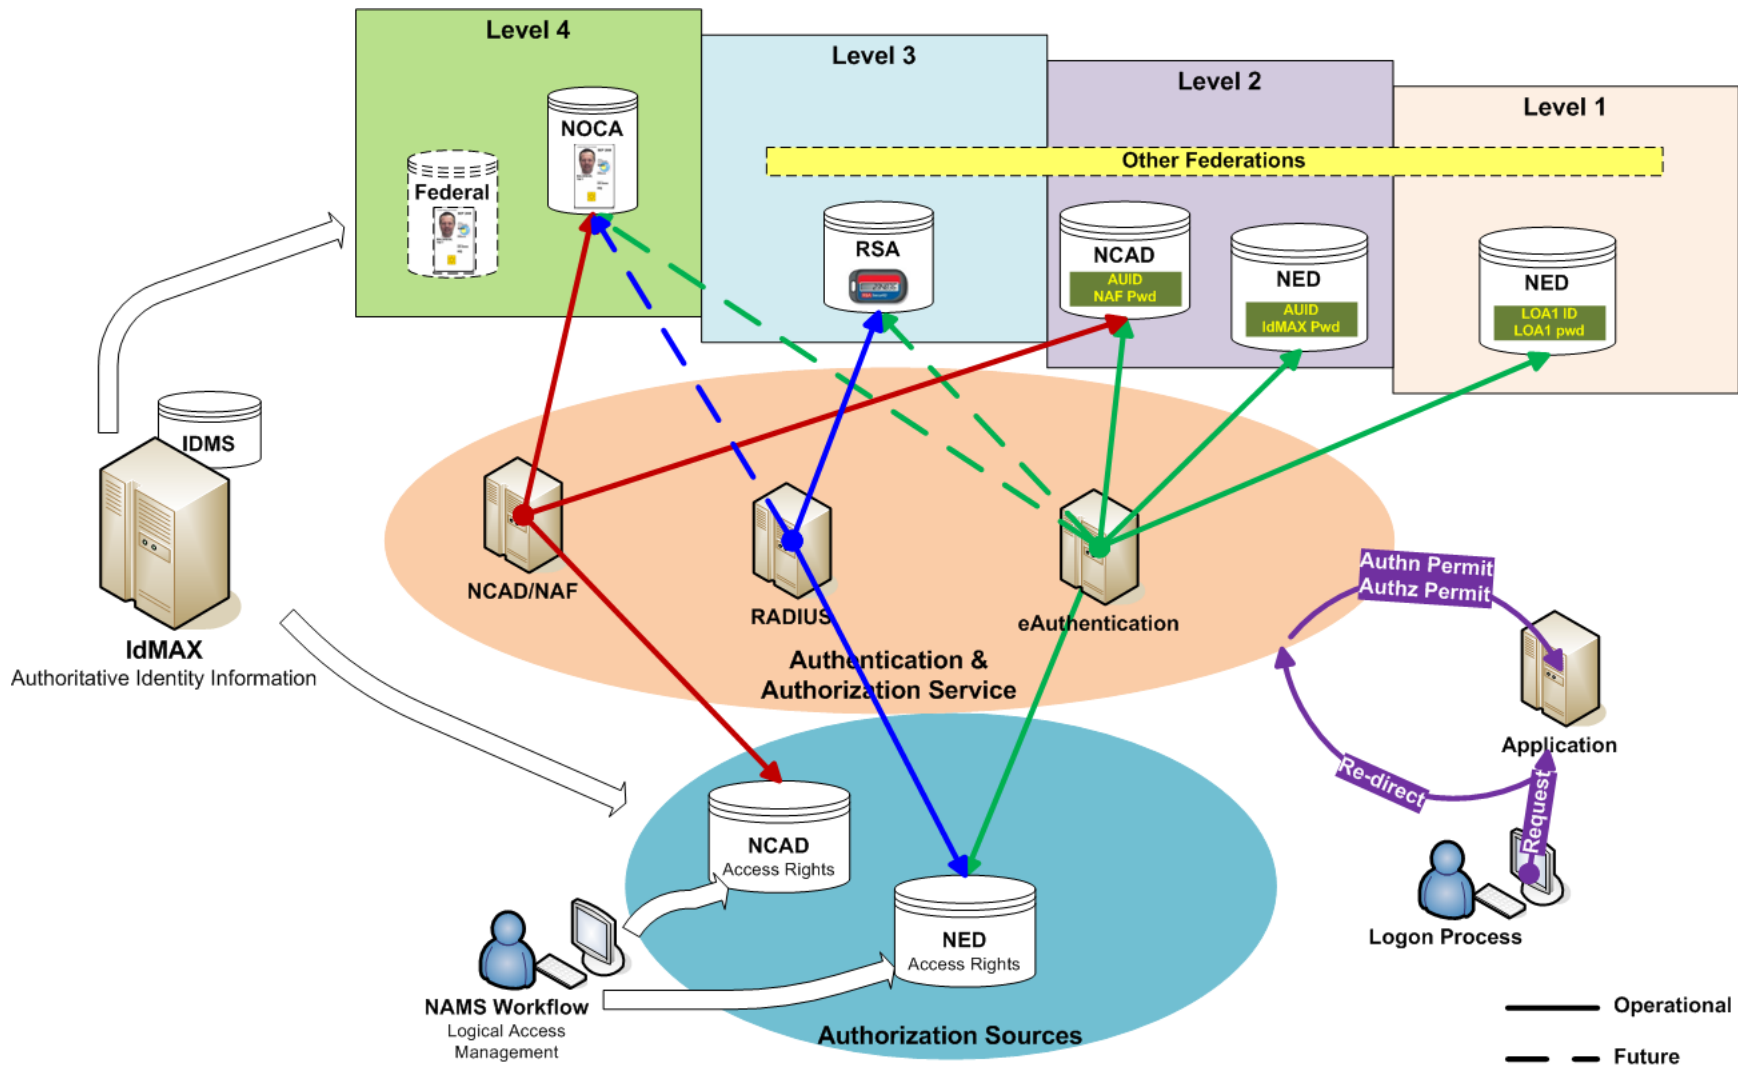 Level 4
Level 3
Level 2
Level 1
NOCA
Federal
Other Federations
RSA
NCAD
AUID
NAF Pwd
NED
AUID
IdMAX Pwd
NED
LOA1 ID
LOA1 pwd
IDMS
IdMAX
Authoritative Identity Information
NCAD/NAF
RADIUS
eAuthentication
Authentication &
Authorization Service
Authn Permit
Authz Permit
Application
Re-direct
Request
Logon Process
NCAD
Access Rights
NED
Access Rights
Authorization Sources
NAMS Workflow
Logical Access
Management
Operational
Future